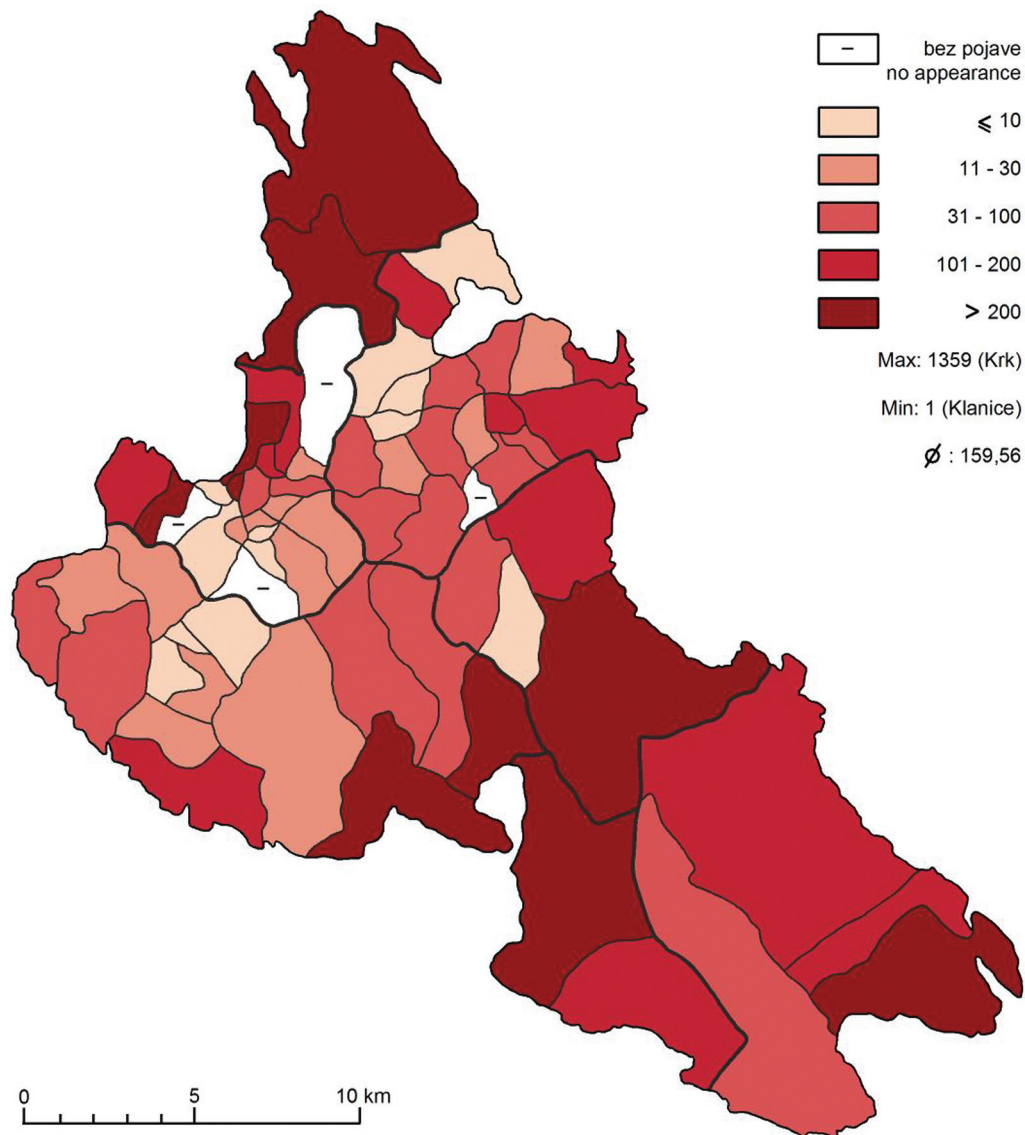 –
bez pojave
no appearance
⩽ 10
11 - 30
31 - 100
101 - 200
> 200
Max: 1359 (Krk)
Min: 1 (Klanice)
ø : 159,56
–
–
–
–
0 5 10 km